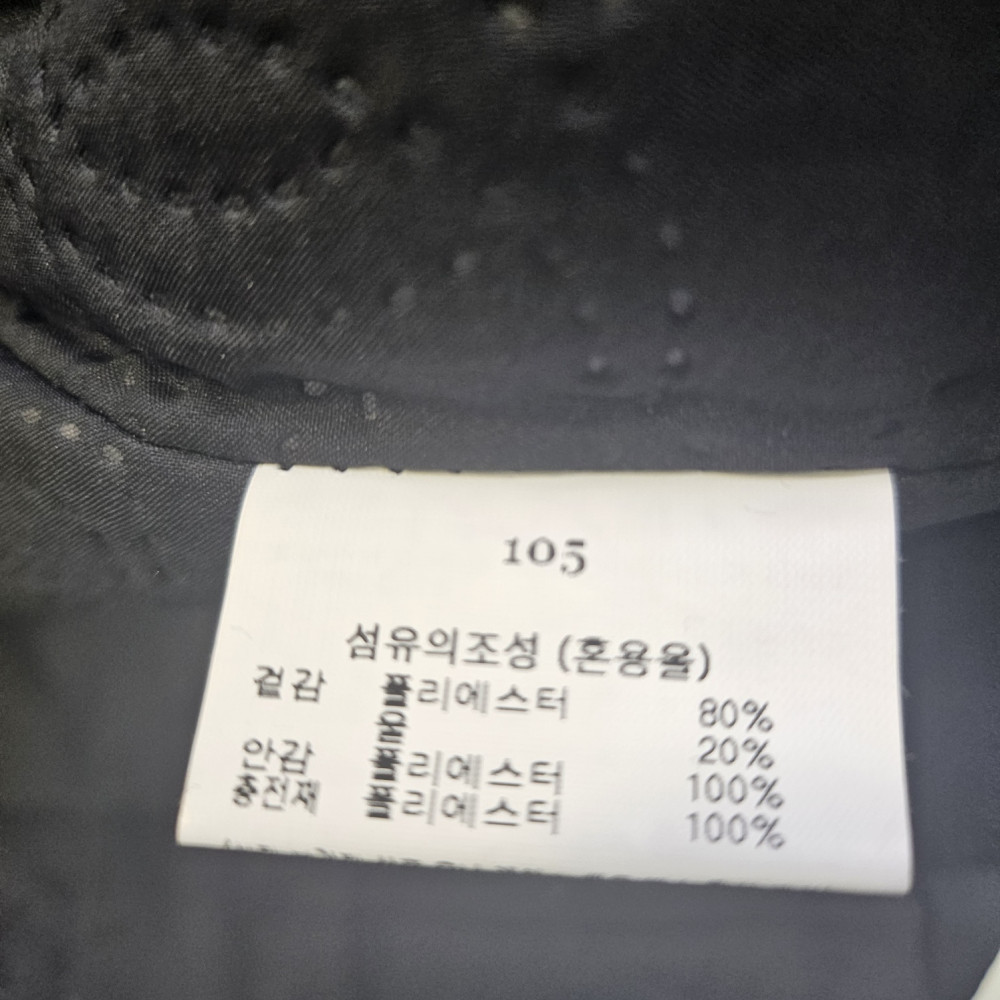 105
섬유의조성 (혼용율)
겉감 폴리에스터 80%
20%
안감 폴리에스터 100%
충전재 폴리에스터 100%